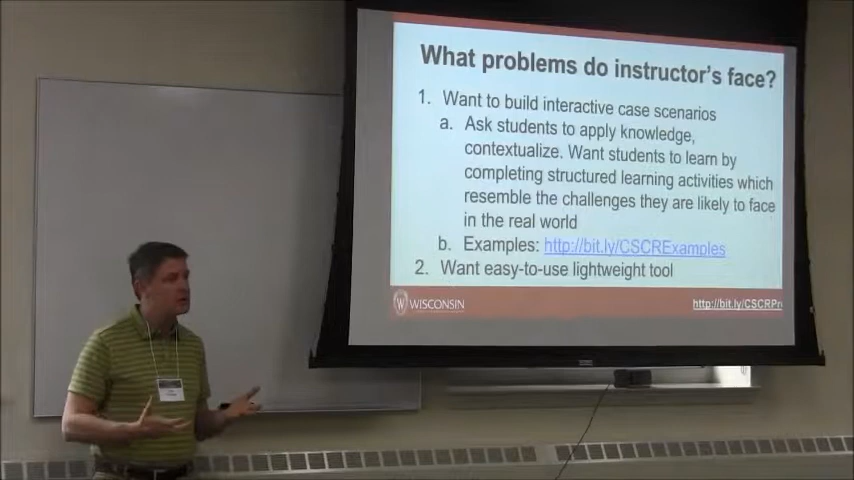 What problems do instructor's face?
1. Want to build interactive case scenarios
a. Ask students to apply knowledge,
contextualize. Want students to learn by
completing structured learning activities which
resemble the challenges they are likely to face
in the real world
b. Examples: http://bit.ly/CSCRExamples
2. Want easy-to-use lightweight tool
W WISCONSIN
http://bit.ly/CSCRPr